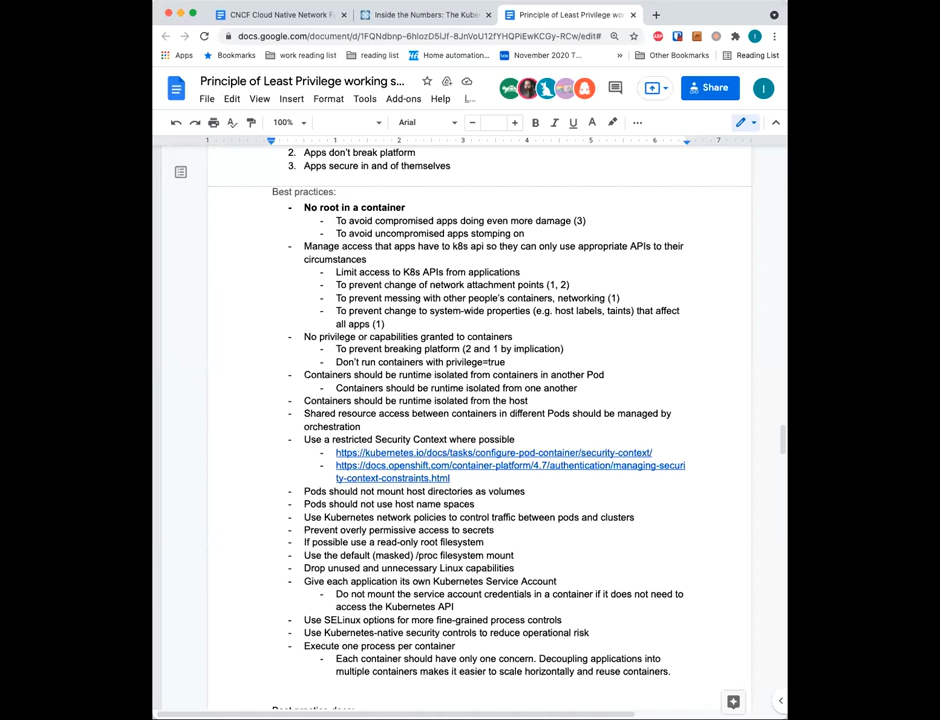 CNCF Cloud Native Network F
Inside the Numbers: The Kube
Principle of Least Privilege wor
docs.google.com/document/d/1FQNdbnp-6hIozD5IJf-8JnVoU12fYHQPiEwKCGy-RCw/edit#
Apps
Bookmarks
work reading list
reading list
Home automation...
November 2020 T...
Other Bookmarks
Reading List
Principle of Least Privilege working s...
Share
File Edit View Insert Format Tools Add-ons Help L...
100%
Arial
B I U A
1 1 2 3 4 5 6 7
2. Apps don't break platform
3. Apps secure in and of themselves
Best practices:
- No root in a container
- To avoid compromised apps doing even more damage (3)
- To avoid uncompromised apps stomping on
- Manage access that apps have to k8s api so they can only use appropriate APIs to their
circumstances
- Limit access to K8s APIs from applications
- To prevent change of network attachment points (1, 2)
- To prevent messing with other people's containers, networking (1)
- To prevent change to system-wide properties (e.g. host labels, taints) that affect
all apps (1)
- No privilege or capabilities granted to containers
- To prevent breaking platform (2 and 1 by implication)
- Don't run containers with privilege=true
- Containers should be runtime isolated from containers in another Pod
- Containers should be runtime isolated from one another
- Containers should be runtime isolated from the host
- Shared resource access between containers in different Pods should be managed by
orchestration
- Use a restricted Security Context where possible
- https://kubernetes.io/docs/tasks/configure-pod-container/security-context/
- https://docs.openshift.com/container-platform/4.7/authentication/managing-securi
ty-context-constraints.html
- Pods should not mount host directories as volumes
- Pods should not use host name spaces
- Use Kubernetes network policies to control traffic between pods and clusters
- Prevent overly permissive access to secrets
- If possible use a read-only root filesystem
- Use the default (masked) /proc filesystem mount
- Drop unused and unnecessary Linux capabilities
- Give each application its own Kubernetes Service Account
- Do not mount the service account credentials in a container if it does not need to
access the Kubernetes API
- Use SELinux options for more fine-grained process controls
- Use Kubernetes-native security controls to reduce operational risk
- Execute one process per container
- Each container should have only one concern. Decoupling applications into
multiple containers makes it easier to scale horizontally and reuse containers.